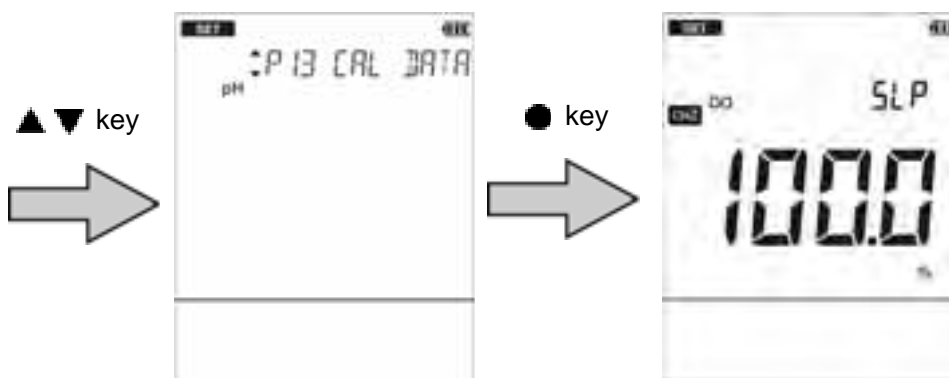 ▲ ▼ key
SET
P13 CAL DATA
pH
● key
SET
CH2 DO
SLP
100.0
%